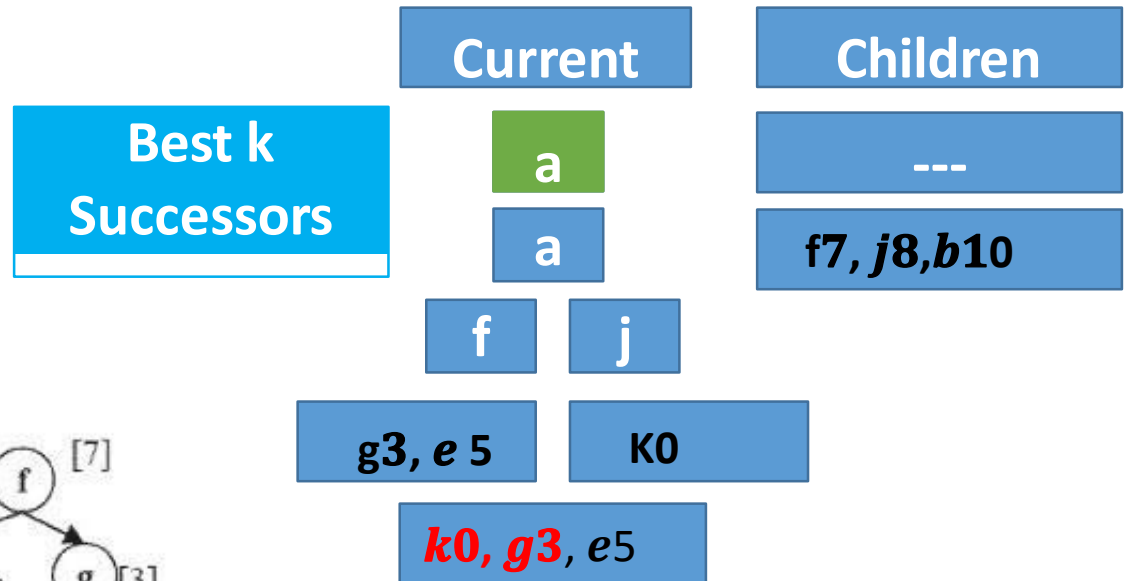 Current
Children
Best k
Successors
a
---
a
f7, j8,b10
f
j
g3, e 5
K0
f
[7]
k0, g3, e5
g
[3]